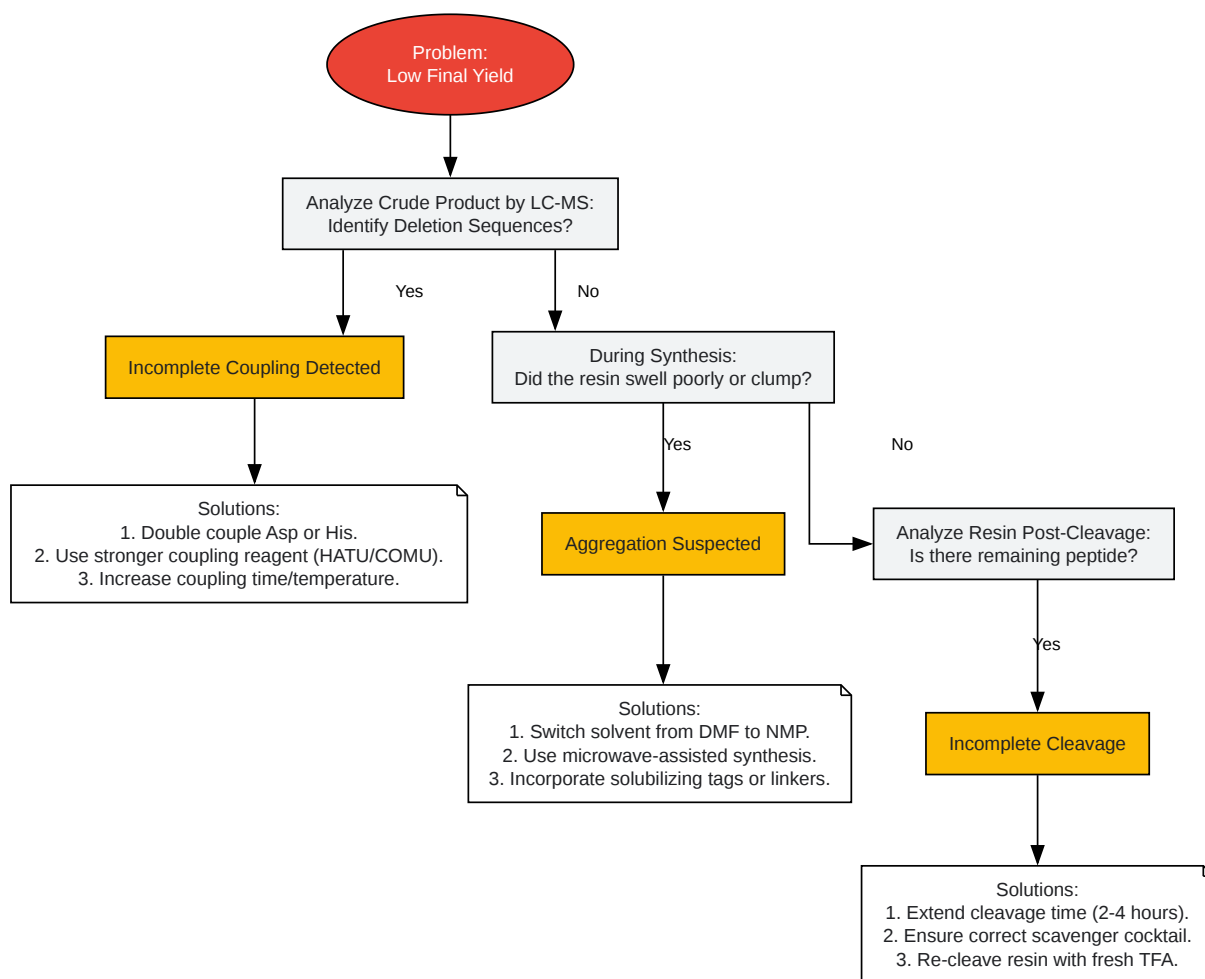 Problem:
Low Final Yield
Analyze Crude Product by LC-MS:
Identify Deletion Sequences?
Yes
No
Incomplete Coupling Detected
During Synthesis:
Did the resin swell poorly or clump?
Yes
No
Solutions:
1. Double couple Asp or His.
2. Use stronger coupling reagent (HATU/COMU).
3. Increase coupling time/temperature.
Aggregation Suspected
Analyze Resin Post-Cleavage:
Is there remaining peptide?
Yes
Solutions:
1. Switch solvent from DMF to NMP.
2. Use microwave-assisted synthesis.
3. Incorporate solubilizing tags or linkers.
Incomplete Cleavage
Solutions:
1. Extend cleavage time (2-4 hours).
2. Ensure correct scavenger cocktail.
3. Re-cleave resin with fresh TFA.